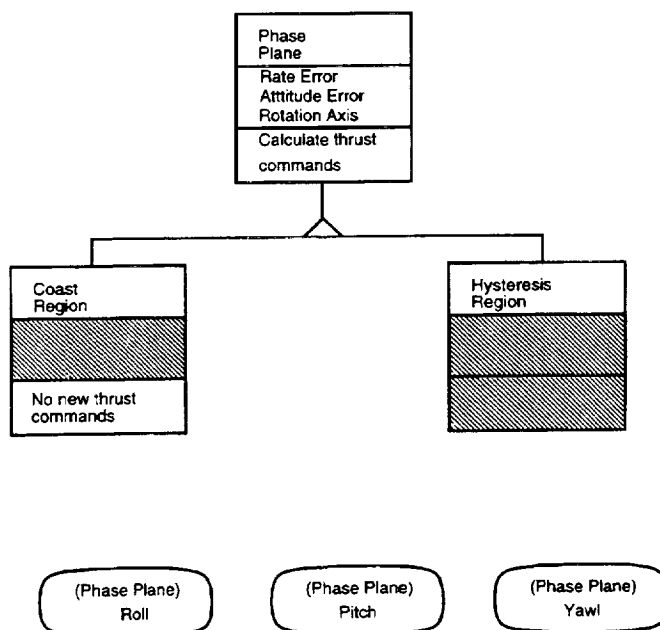 Phase
Plane
Rate Error
Atttitude Error
Rotation Axis
Calculate thrust
commands
Coast
Region
No new thrust
commands
Hysteresis
Region
(Phase Plane)
Roll
(Phase Plane)
Pitch
(Phase Plane)
Yawl